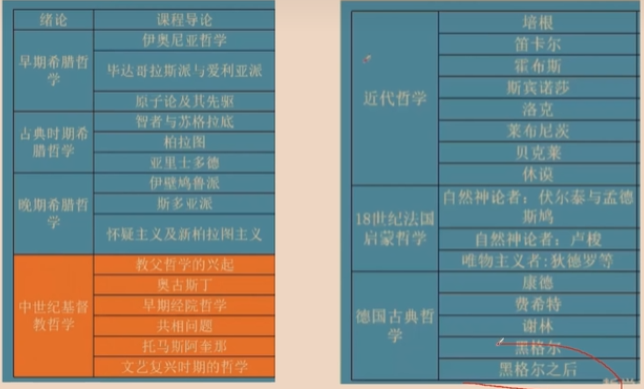 绪论
课程导论
早期希腊哲
学
伊奥尼亚哲学
毕达哥拉斯派与爱利亚派
原子论及其先驱
古典时期希
腊哲学
智者与苏格拉底
柏拉图
亚里士多德
晚期希腊哲
学
伊壁鸠鲁派
斯多亚派
怀疑主义及新柏拉图主义
中世纪基督
教哲学
教父哲学的兴起
奥古斯丁
早期经院哲学
共相问题
托马斯阿奎那
文艺复兴时期的哲学
近代哲学
培根
笛卡尔
霍布斯
斯宾诺莎
洛克
莱布尼茨
贝克莱
休谟
18世纪法国
启蒙哲学
自然神论者：伏尔泰与孟德
斯鸠
自然神论者：卢梭
唯物主义者:狄德罗等
德国古典哲
学
康德
费希特
谢林
黑格尔
黑格尔之后